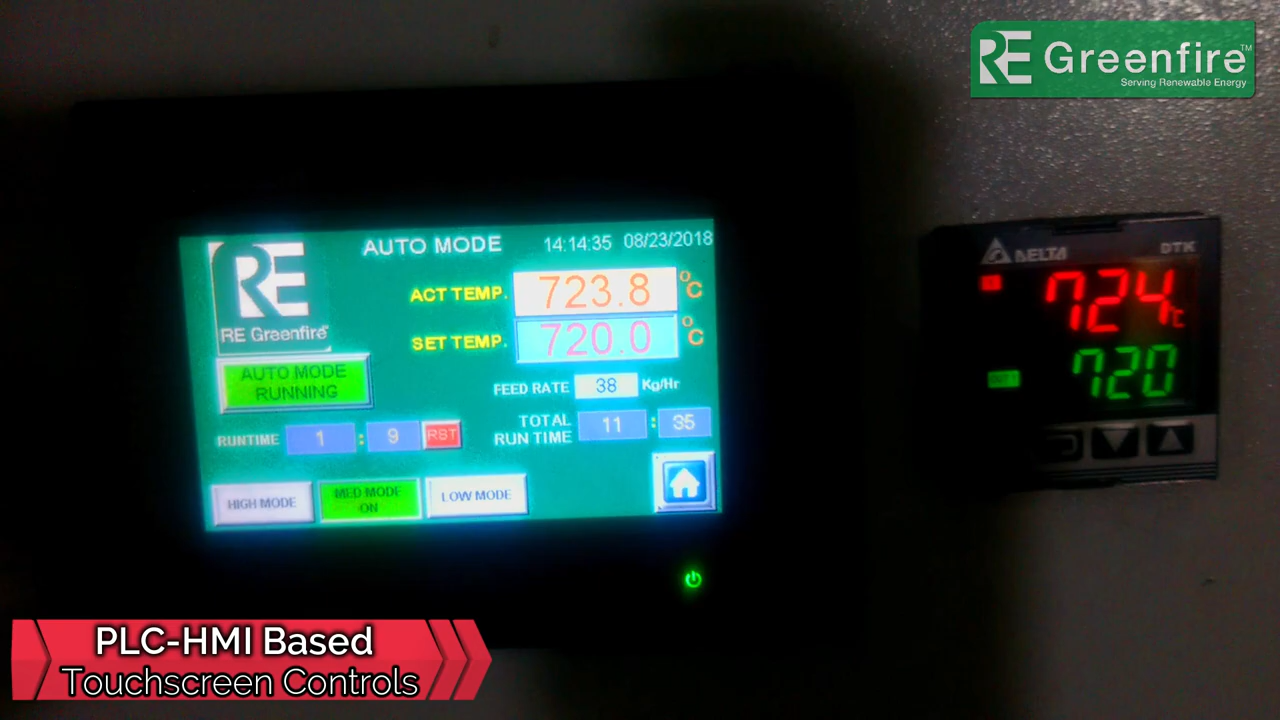 RE Greenfire™
Serving Renewable Energy
AUTO MODE 14:14:35 08/23/2018
RE
RE Greenfire
ACT TEMP. 723.8 °C
SET TEMP. 720.0 °C
AUTO MODE
RUNNING
FEED RATE 38 Kg/Hr
RUNTIME 1 : 9 RST
TOTAL
RUN TIME 11 : 35
HIGH MODE
MED MODE
ON
LOW MODE
DELTA DTK
724 °C
720
OUT1
PLC-HMI Based
Touchscreen Controls